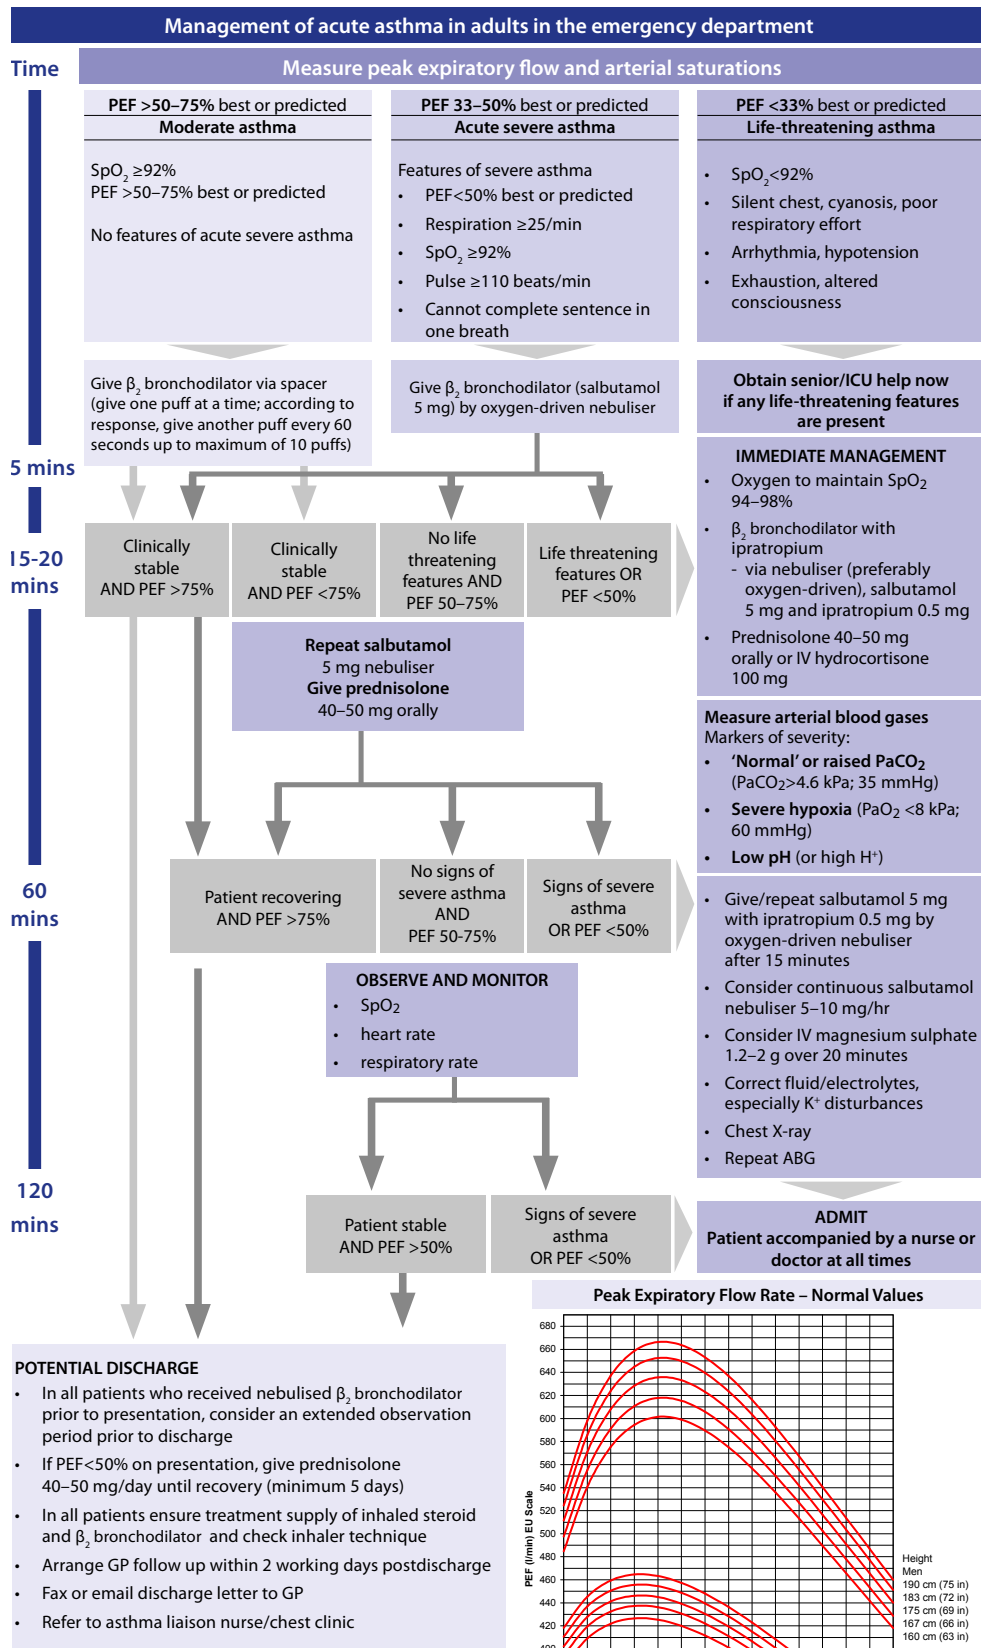 Management of acute asthma in adults in the emergency department
Time
Measure peak expiratory flow and arterial saturations
PEF >50–75% best or predicted
Moderate asthma
SpO₂ ≥92%
PEF >50–75% best or predicted
No features of acute severe asthma
PEF 33–50% best or predicted
Acute severe asthma
Features of severe asthma
• PEF<50% best or predicted
• Respiration ≥25/min
• SpO₂ ≥92%
• Pulse ≥110 beats/min
• Cannot complete sentence in
one breath
PEF <33% best or predicted
Life-threatening asthma
• SpO₂<92%
• Silent chest, cyanosis, poor
respiratory effort
• Arrhythmia, hypotension
• Exhaustion, altered
consciousness
Give β₂ bronchodilator via spacer
(give one puff at a time; according to
response, give another puff every 60
seconds up to maximum of 10 puffs)
Give β₂ bronchodilator (salbutamol
5 mg) by oxygen-driven nebuliser
Obtain senior/ICU help now
if any life-threatening features
are present
5 mins
IMMEDIATE MANAGEMENT
• Oxygen to maintain SpO₂
94–98%
• β₂ bronchodilator with
ipratropium
- via nebuliser (preferably
oxygen-driven), salbutamol
5 mg and ipratropium 0.5 mg
• Prednisolone 40–50 mg
orally or IV hydrocortisone
100 mg
15-20
mins
Clinically
stable
AND PEF >75%
Clinically
stable
AND PEF <75%
No life
threatening
features AND
PEF 50–75%
Life threatening
features OR
PEF <50%
Repeat salbutamol
5 mg nebuliser
Give prednisolone
40–50 mg orally
Measure arterial blood gases
Markers of severity:
• ‘Normal’ or raised PaCO₂
(PaCO₂>4.6 kPa; 35 mmHg)
• Severe hypoxia (PaO₂ <8 kPa;
60 mmHg)
• Low pH (or high H⁺)
60
mins
Patient recovering
AND PEF >75%
No signs of
severe asthma
AND
PEF 50-75%
Signs of severe
asthma
OR PEF <50%
• Give/repeat salbutamol 5 mg
with ipratropium 0.5 mg by
oxygen-driven nebuliser
after 15 minutes
• Consider continuous salbutamol
nebuliser 5–10 mg/hr
• Consider IV magnesium sulphate
1.2–2 g over 20 minutes
• Correct fluid/electrolytes,
especially K⁺ disturbances
• Chest X-ray
• Repeat ABG
OBSERVE AND MONITOR
• SpO₂
• heart rate
• respiratory rate
120
mins
Patient stable
AND PEF >50%
Signs of severe
asthma
OR PEF <50%
ADMIT
Patient accompanied by a nurse or
doctor at all times
POTENTIAL DISCHARGE
• In all patients who received nebulised β₂ bronchodilator
prior to presentation, consider an extended observation
period prior to discharge
• If PEF<50% on presentation, give prednisolone
40–50 mg/day until recovery (minimum 5 days)
• In all patients ensure treatment supply of inhaled steroid
and β₂ bronchodilator and check inhaler technique
• Arrange GP follow up within 2 working days postdischarge
• Fax or email discharge letter to GP
• Refer to asthma liaison nurse/chest clinic
Peak Expiratory Flow Rate – Normal Values
PEF (l/min) EU Scale
680
660
640
620
600
580
560
540
520
500
480
460
440
420
Height
Men
190 cm (75 in)
183 cm (72 in)
175 cm (69 in)
167 cm (66 in)
160 cm (63 in)